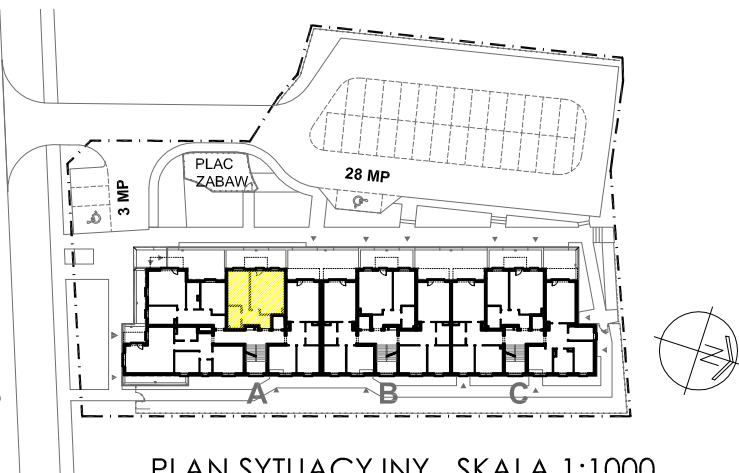 PLAC
ZABAW
28 MP
3 MP
A
B
C
N
PLAN SYTUACYJNY SKALA 1:1000